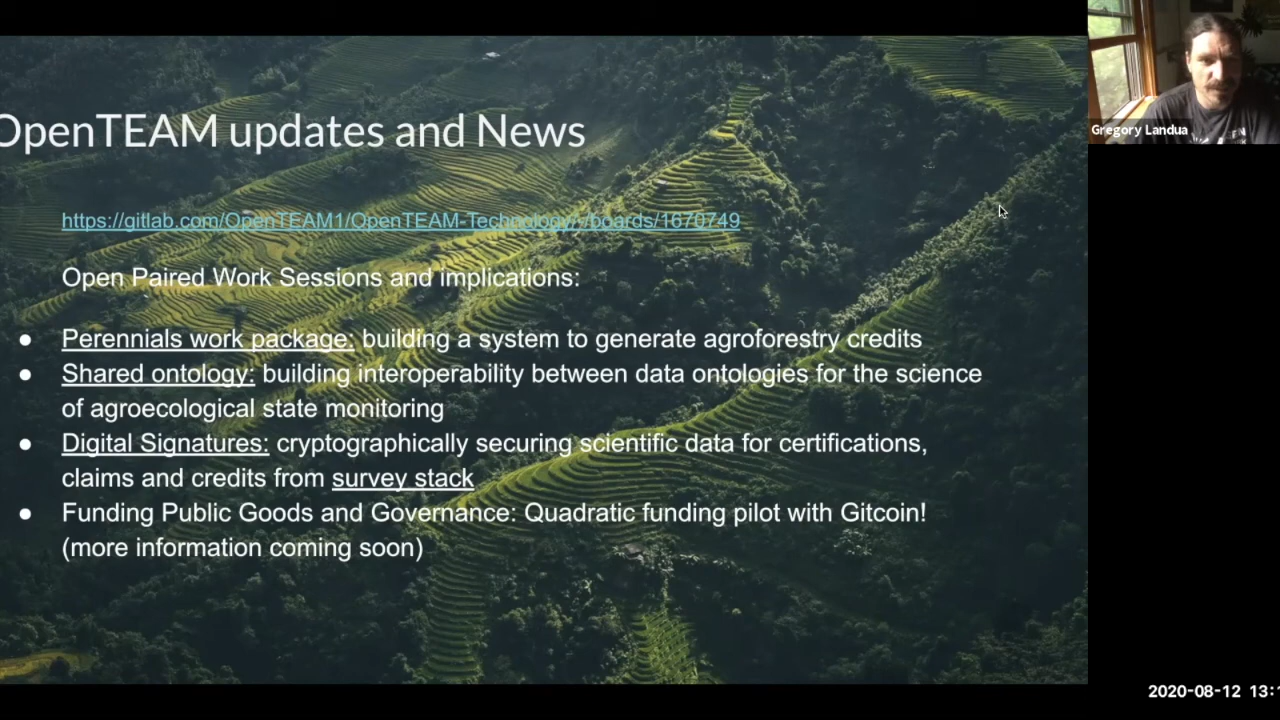 OpenTEAM updates and News
Gregory Landua
https://gitlab.com/OpenTEAM1/OpenTEAM-Technology/-/boards/1670749
Open Paired Work Sessions and implications:
● Perennials work package: building a system to generate agroforestry credits
● Shared ontology: building interoperability between data ontologies for the science
of agroecological state monitoring
● Digital Signatures: cryptographically securing scientific data for certifications,
claims and credits from survey stack
● Funding Public Goods and Governance: Quadratic funding pilot with Gitcoin!
(more information coming soon)
2020-08-12 13: